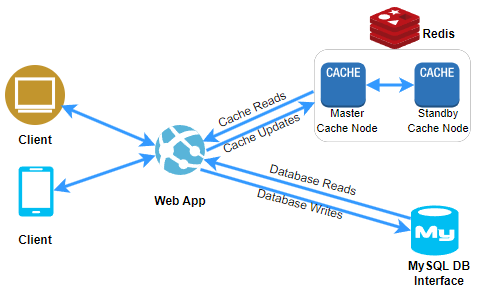 Redis
CACHE
CACHE
Master
Cache Node
Standby
Cache Node
Cache Reads
Cache Updates
Client
Web App
Database Reads
Database Writes
Client
My
MySQL DB
Interface